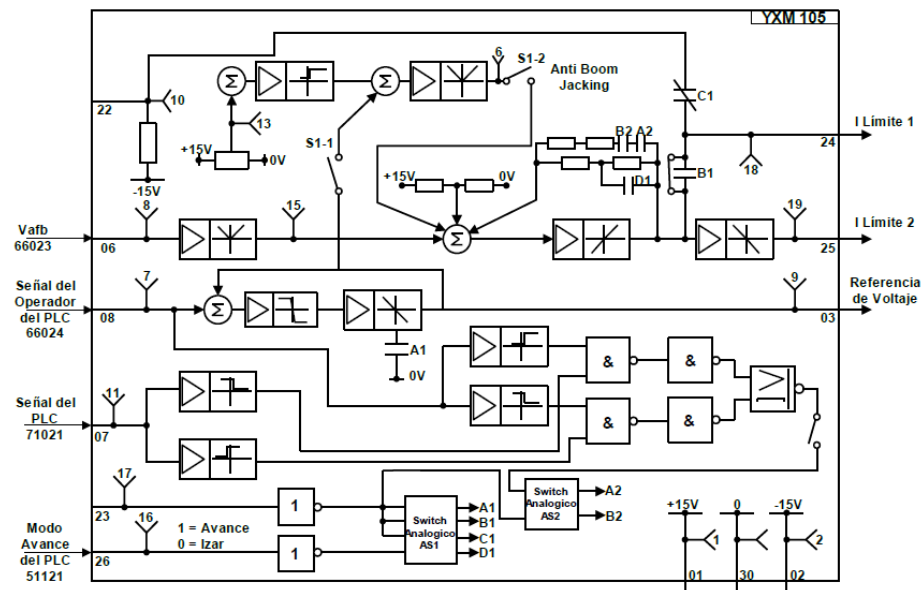 YXM 105
6
S1-2
Anti Boom
Jacking
10
22
13
C1
+15V
0V
S1-1
-15V
B2 A2
I Límite 1
24
+15V
0V
D1
B1
18
8
15
19
Vafb
66023
06
I Límite 2
25
Señal del
Operador
del PLC
66024
7
08
9
Referencia
de Voltaje
03
A1
0V
&
&
&
&
11
Señal del
PLC
71021
07
17
23
16
1
1
1 = Avance
0 = Izar
Modo
Avance
del PLC
51121
26
Switch
Analogico
AS1
A1
B1
C1
D1
Switch
Analogico
AS2
A2
B2
+15V
0
-15V
1
2
01
30
02